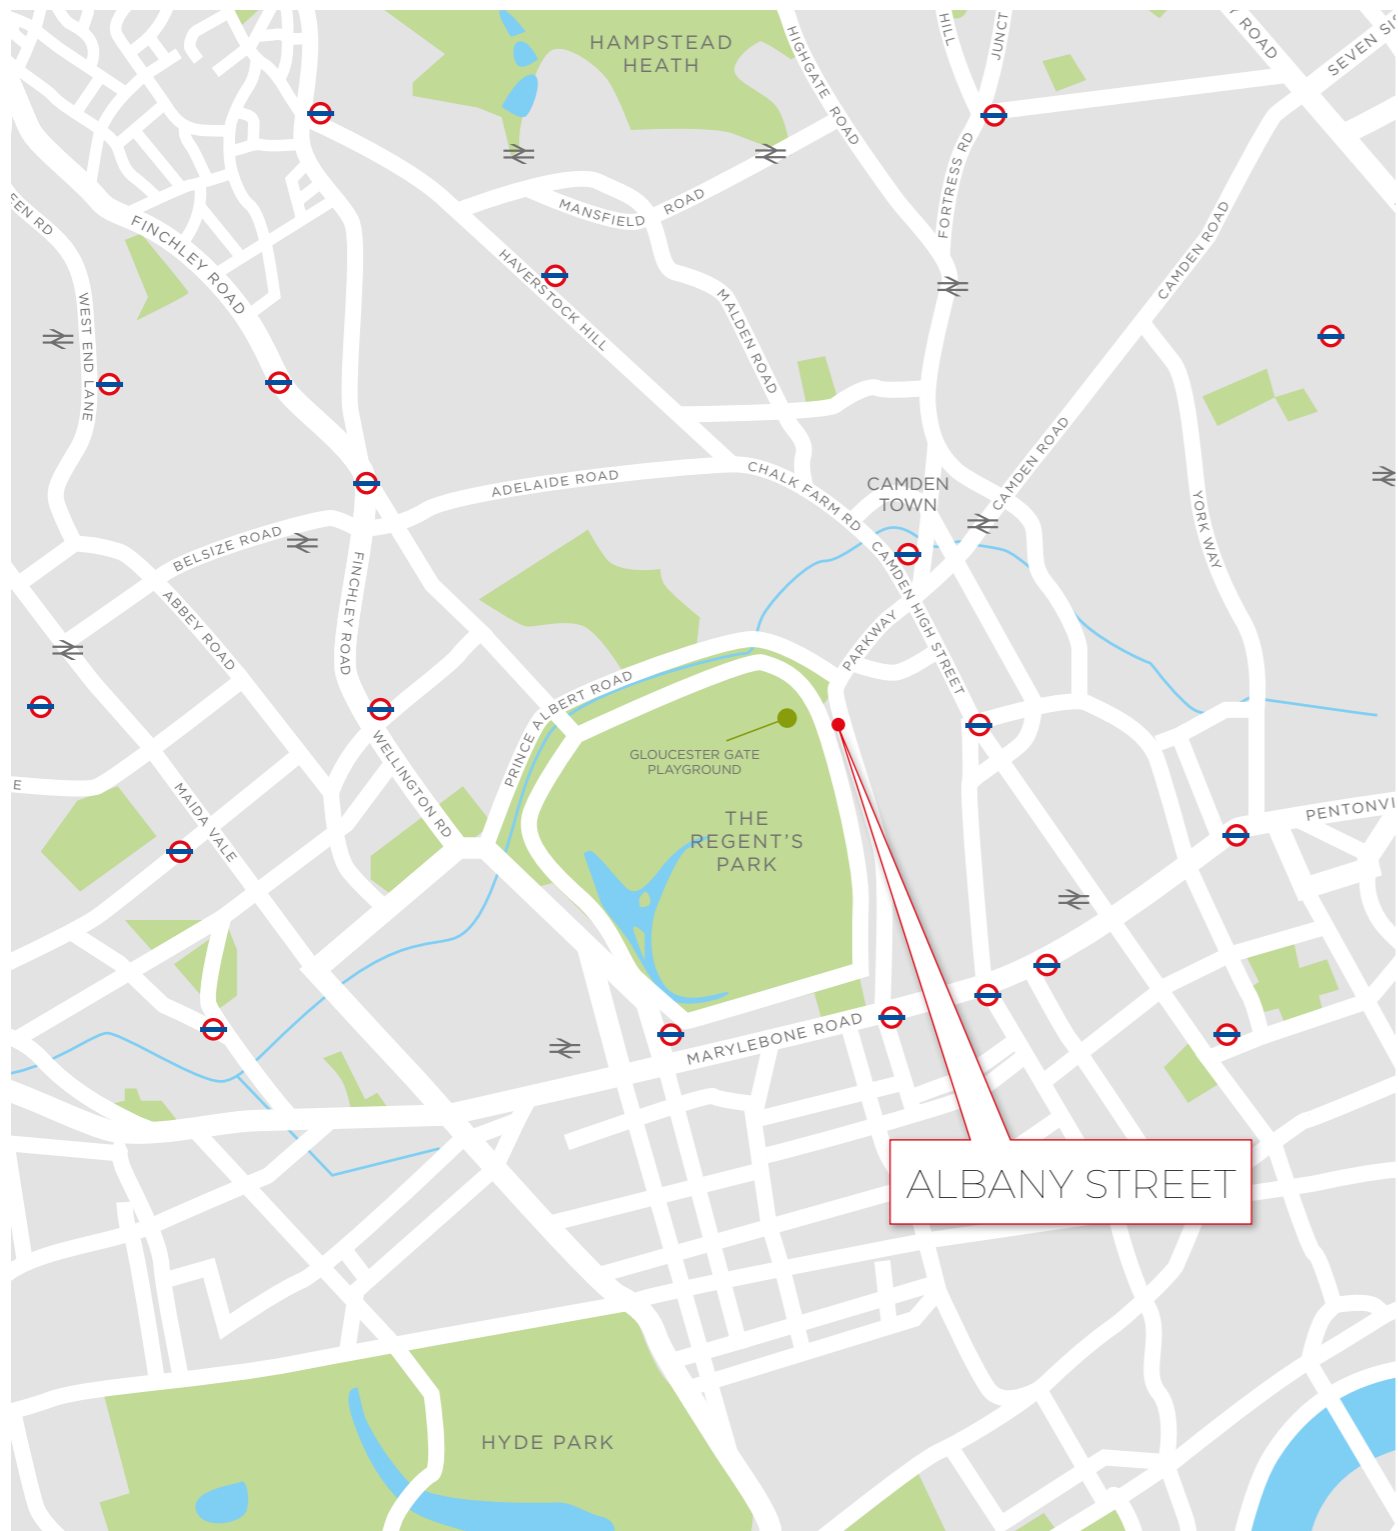 HAMPSTEAD
HEATH
HIGHGATE ROAD
HILL
JUNCT
Y ROAD
SEVEN SI
FORTRESS RD
MANSFIELD ROAD
EEN RD
FINCHLEY ROAD
HAVERSTOCK HILL
CAMDEN ROAD
WEST END LANE
MALDEN ROAD
CHALK FARM RD
ADELAIDE ROAD
CAMDEN
TOWN
CAMDEN ROAD
YORK WAY
BELSIZE ROAD
FINCHLEY ROAD
ABBEY ROAD
CAMDEN HIGH STREET
PARKWAY
PRINCE ALBERT ROAD
GLOUCESTER GATE
PLAYGROUND
WELLINGTON RD
E
MAIDA VALE
THE
REGENT'S
PARK
PENTONVI
MARYLEBONE ROAD
ALBANY STREET
HYDE PARK